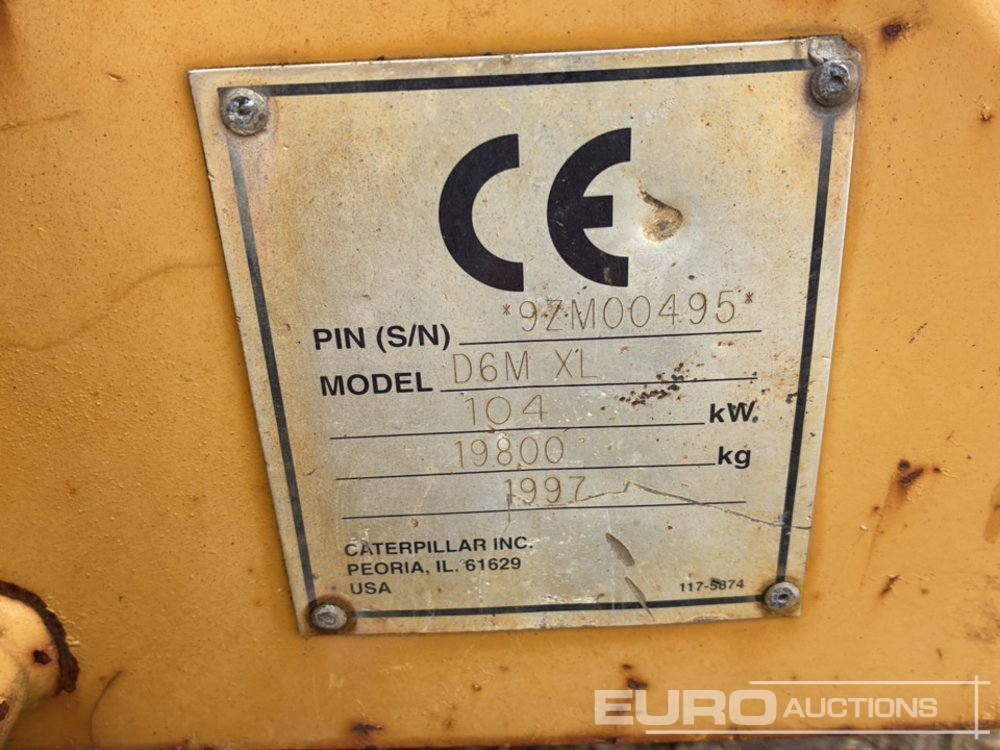 CE
PIN (S/N) *9ZM00495*
MODEL D6M XL
104 kW.
19800 kg
1997
CATERPILLAR INC.
PEORIA, IL. 61629
USA 117-5874
EURO AUCTIONS